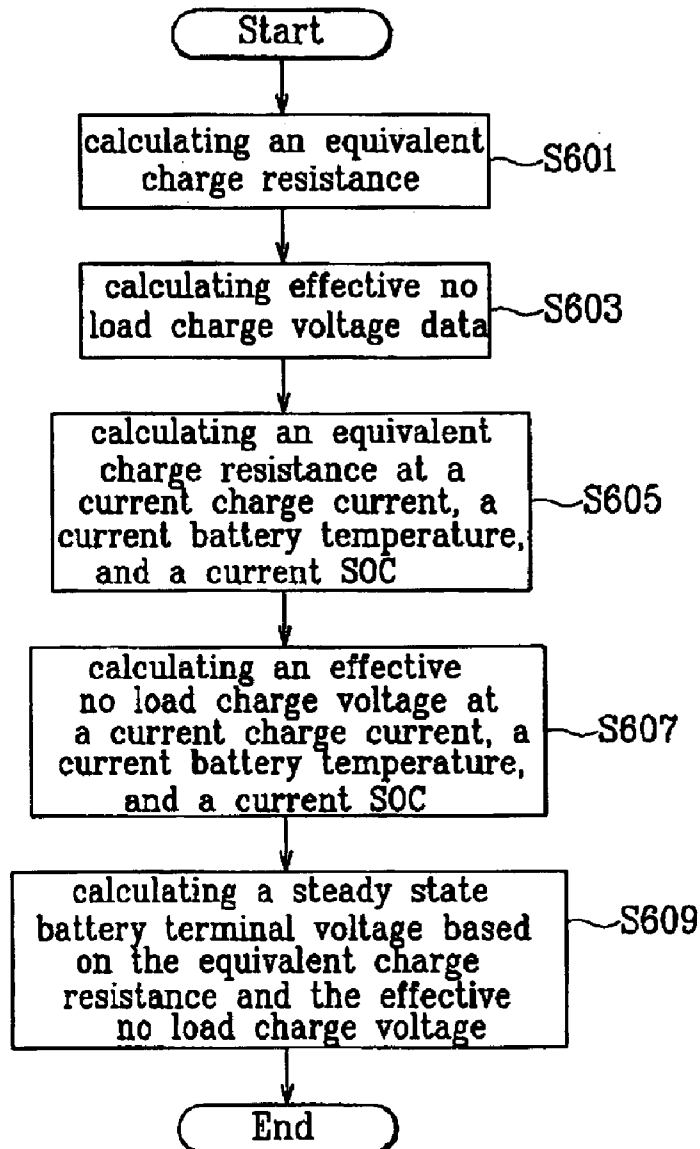 Start
calculating an equivalent
charge resistance
S601
calculating effective no
load charge voltage data
S603
calculating an equivalent
charge resistance at a
current charge current, a
current battery temperature,
and a current SOC
S605
calculating an effective
no load charge voltage at
a current charge current, a
current battery temperature,
and a current SOC
S607
calculating a steady state
battery terminal voltage based
on the equivalent charge
resistance and the effective
no load charge voltage
S609
End